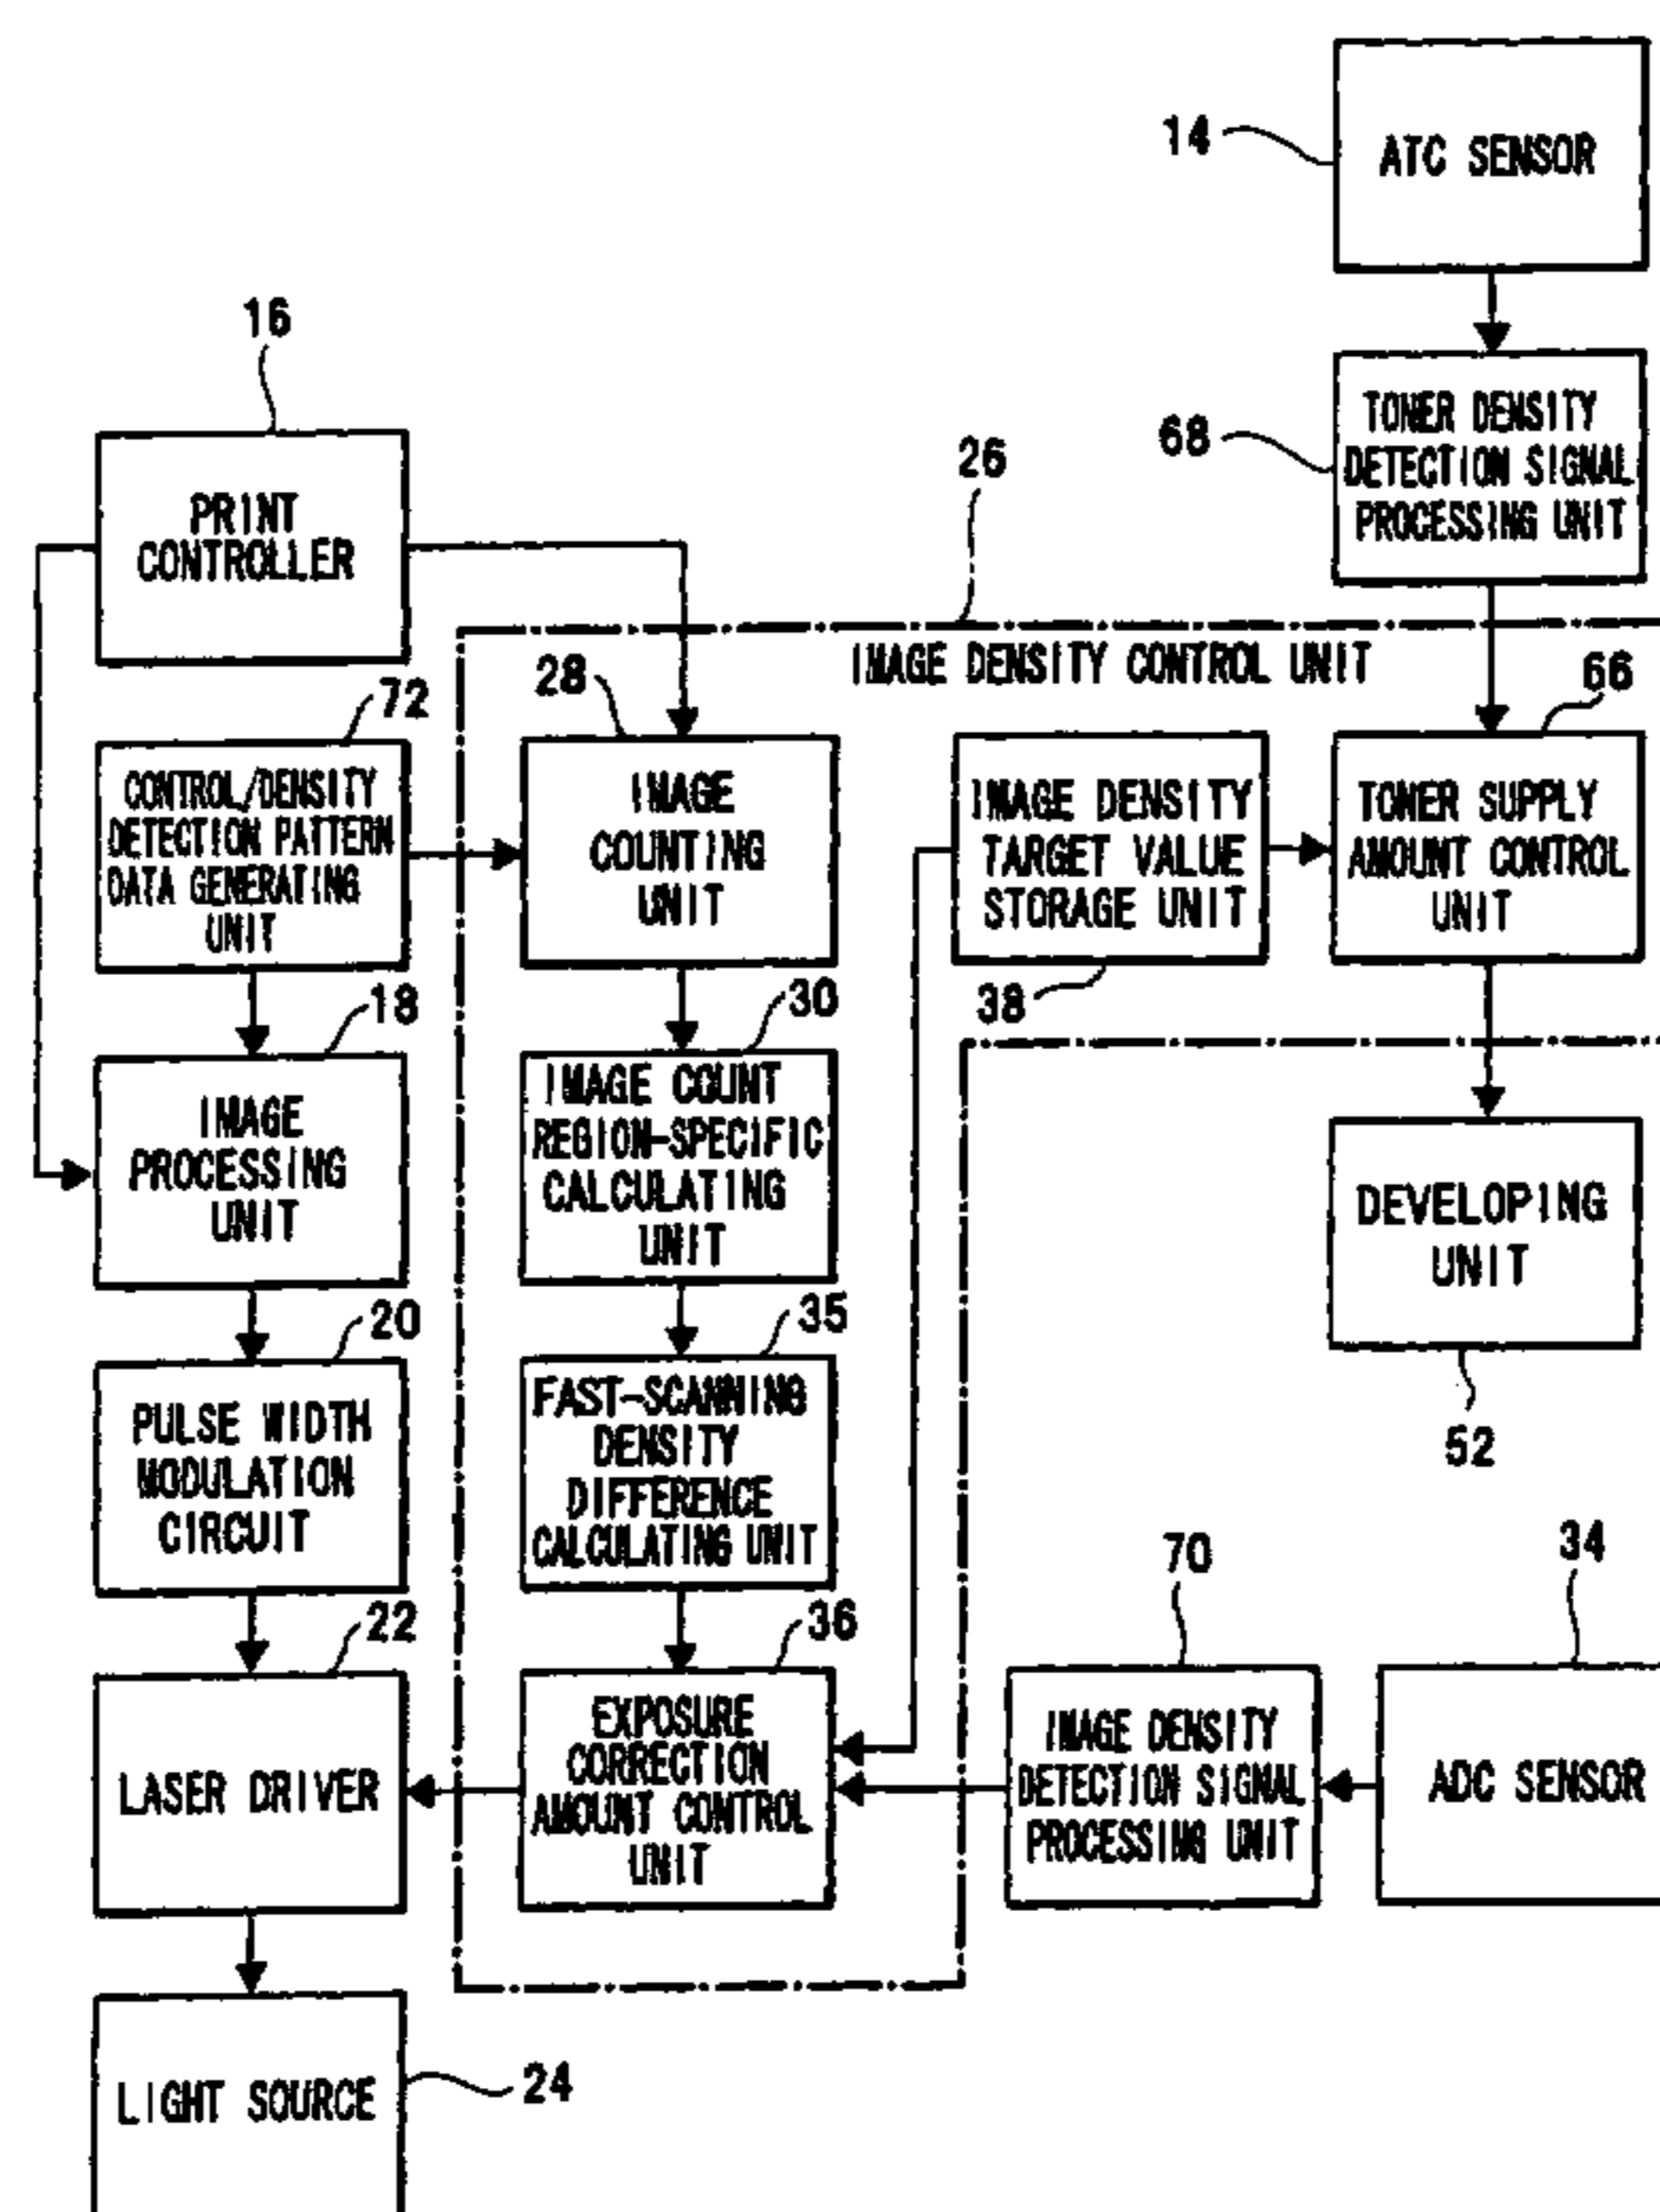 14
ATC SENSOR
16
PRINT
CONTROLLER
68
TONER DENSITY
DETECTION SIGNAL
PROCESSING UNIT
26
IMAGE DENSITY CONTROL UNIT
72
CONTROL/DENSITY
DETECTION PATTERN
DATA GENERATING
UNIT
28
IMAGE
COUNTING
UNIT
IMAGE DENSITY
TARGET VALUE
STORAGE UNIT
38
66
TONER SUPPLY
AMOUNT CONTROL
UNIT
18
IMAGE
PROCESSING
UNIT
30
IMAGE COUNT
REGION-SPECIFIC
CALCULATING
UNIT
DEVELOPING
UNIT
52
20
PULSE WIDTH
MODULATION
CIRCUIT
35
FAST-SCANNING
DENSITY
DIFFERENCE
CALCULATING UNIT
22
LASER DRIVER
36
EXPOSURE
CORRECTION
AMOUNT CONTROL
UNIT
70
IMAGE DENSITY
DETECTION SIGNAL
PROCESSING UNIT
34
ADC SENSOR
LIGHT SOURCE
24